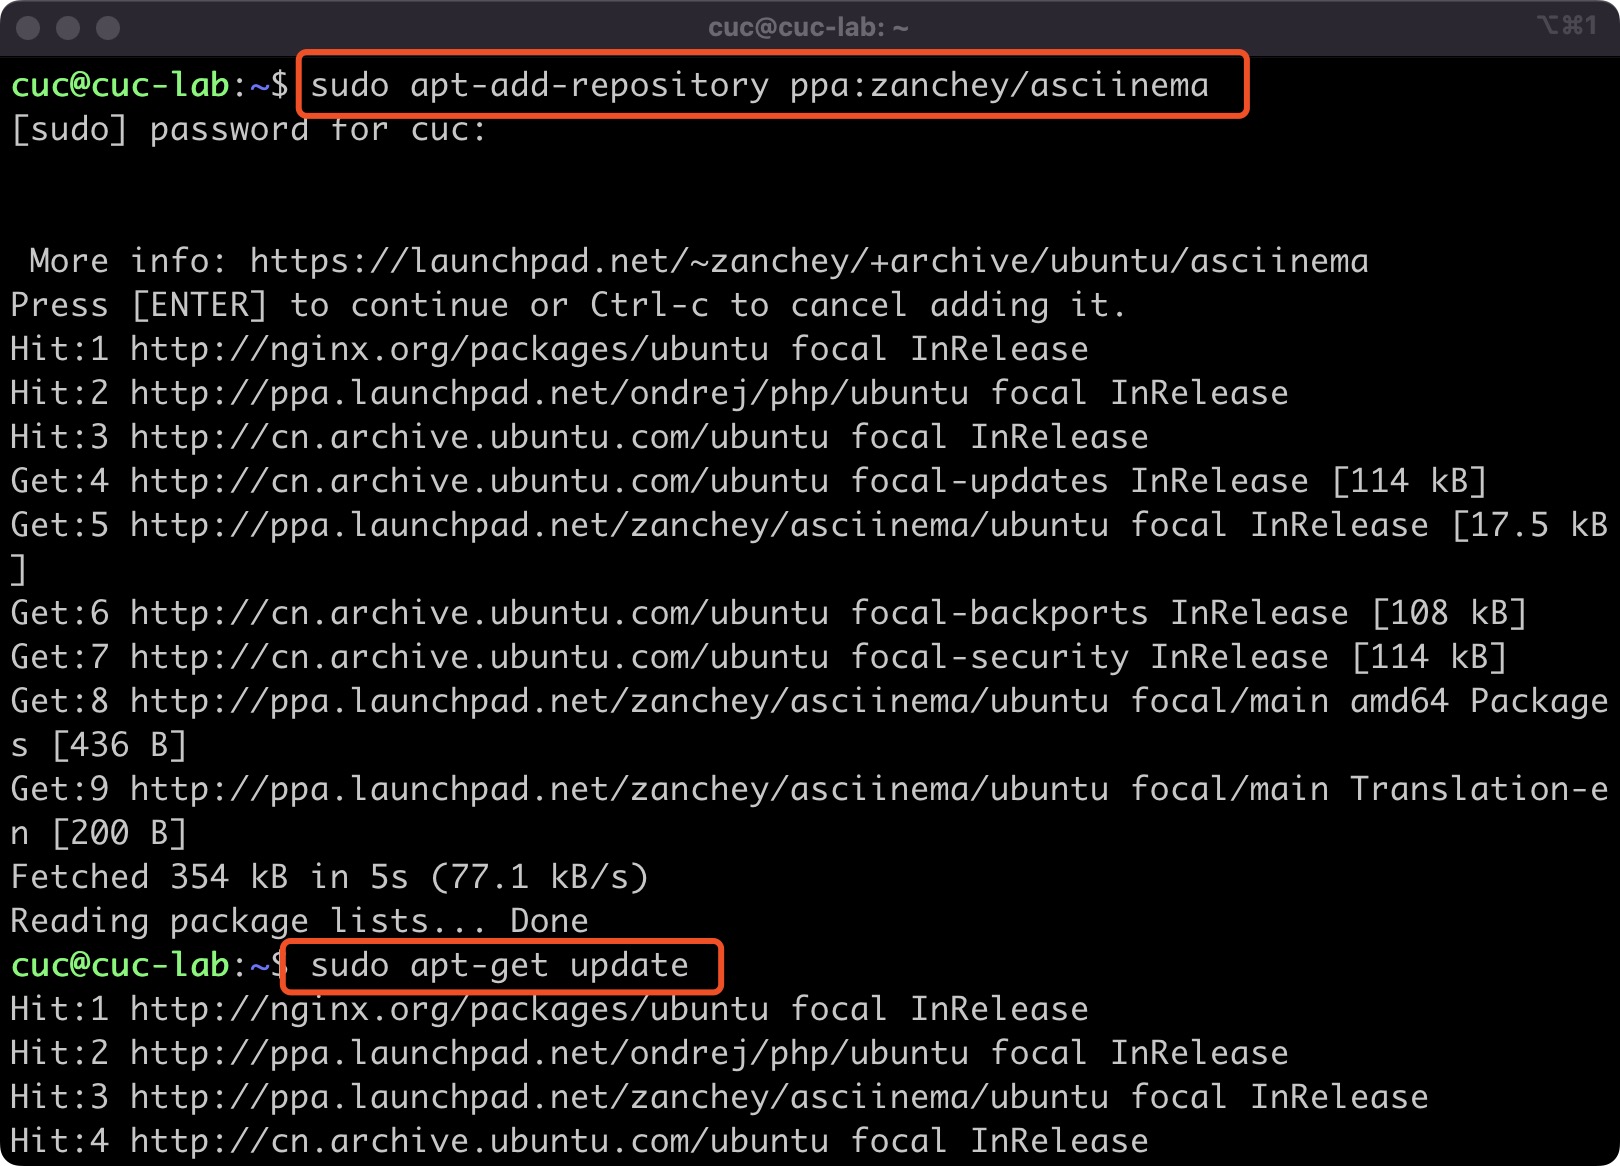 cuc@cuc-lab: ~
⌥⌘1
cuc@cuc-lab:~$ sudo apt-add-repository ppa:zanchey/asciinema
[sudo] password for cuc:
More info: https://launchpad.net/~zanchey/+archive/ubuntu/asciinema
Press [ENTER] to continue or Ctrl-c to cancel adding it.
Hit:1 http://nginx.org/packages/ubuntu focal InRelease
Hit:2 http://ppa.launchpad.net/ondrej/php/ubuntu focal InRelease
Hit:3 http://cn.archive.ubuntu.com/ubuntu focal InRelease
Get:4 http://cn.archive.ubuntu.com/ubuntu focal-updates InRelease [114 kB]
Get:5 http://ppa.launchpad.net/zanchey/asciinema/ubuntu focal InRelease [17.5 kB
]
Get:6 http://cn.archive.ubuntu.com/ubuntu focal-backports InRelease [108 kB]
Get:7 http://cn.archive.ubuntu.com/ubuntu focal-security InRelease [114 kB]
Get:8 http://ppa.launchpad.net/zanchey/asciinema/ubuntu focal/main amd64 Package
s [436 B]
Get:9 http://ppa.launchpad.net/zanchey/asciinema/ubuntu focal/main Translation-e
n [200 B]
Fetched 354 kB in 5s (77.1 kB/s)
Reading package lists... Done
cuc@cuc-lab:~$ sudo apt-get update
Hit:1 http://nginx.org/packages/ubuntu focal InRelease
Hit:2 http://ppa.launchpad.net/ondrej/php/ubuntu focal InRelease
Hit:3 http://ppa.launchpad.net/zanchey/asciinema/ubuntu focal InRelease
Hit:4 http://cn.archive.ubuntu.com/ubuntu focal InRelease